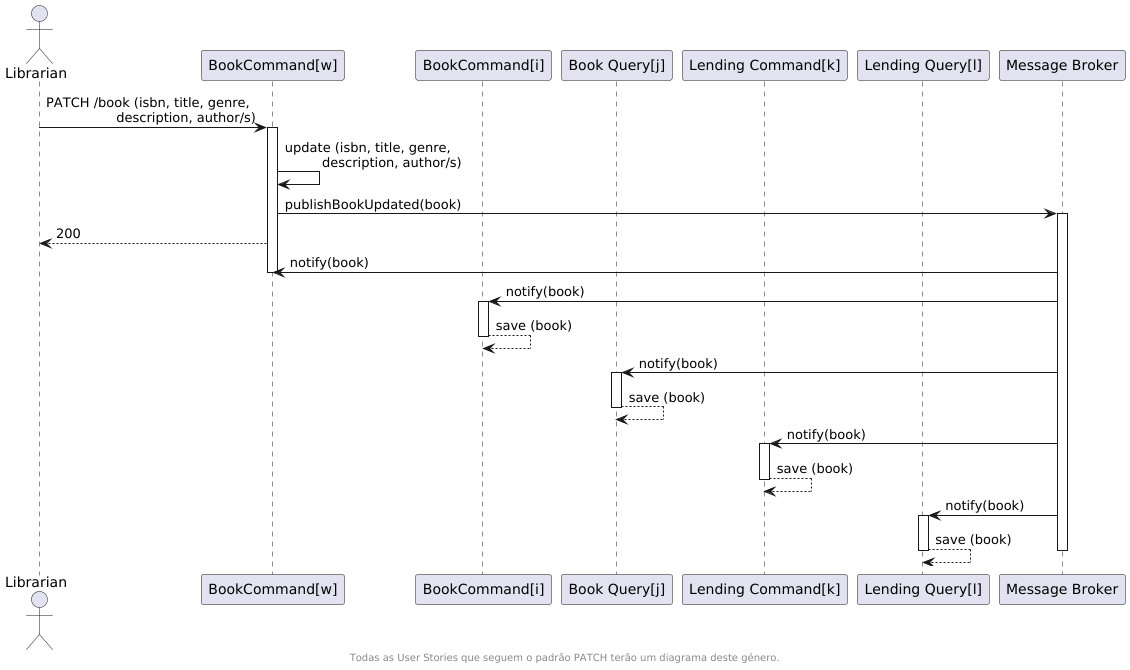 Librarian
BookCommand[w]
BookCommand[i]
Book Query[j]
Lending Command[k]
Lending Query[l]
Message Broker
PATCH /book (isbn, title, genre,
description, author/s)
update (isbn, title, genre,
description, author/s)
publishBookUpdated(book)
200
notify(book)
notify(book)
save (book)
notify(book)
save (book)
notify(book)
save (book)
notify(book)
save (book)
Librarian
BookCommand[w]
BookCommand[i]
Book Query[j]
Lending Command[k]
Lending Query[l]
Message Broker
Todas as User Stories que seguem o padrão PATCH terão um diagrama deste género.